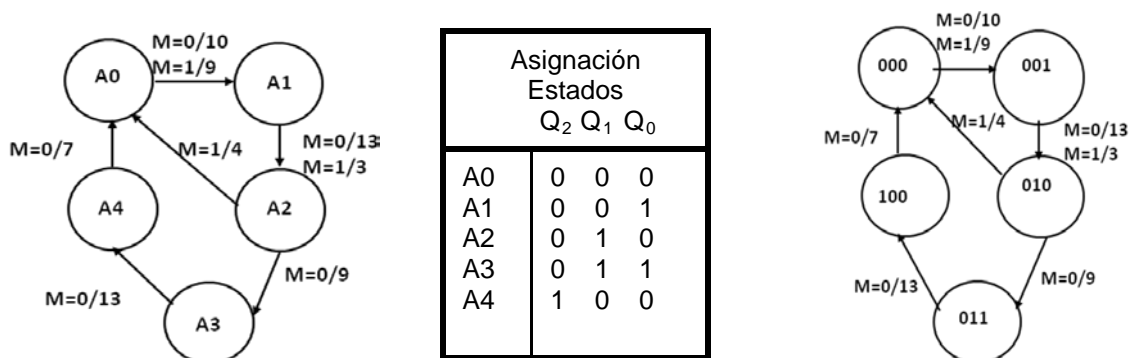 M=0/10
M=1/9
A0
A1
M=0/13
M=1/3
M=0/7
M=1/4
A4
A2
M=0/13
M=0/9
A3
Asignación
Estados
Q2 Q1 Q0
A0 0 0 0
A1 0 0 1
A2 0 1 0
A3 0 1 1
A4 1 0 0
M=0/10
M=1/9
000
001
M=0/7
M=1/4
M=0/13
M=1/3
100
010
M=0/13
M=0/9
011